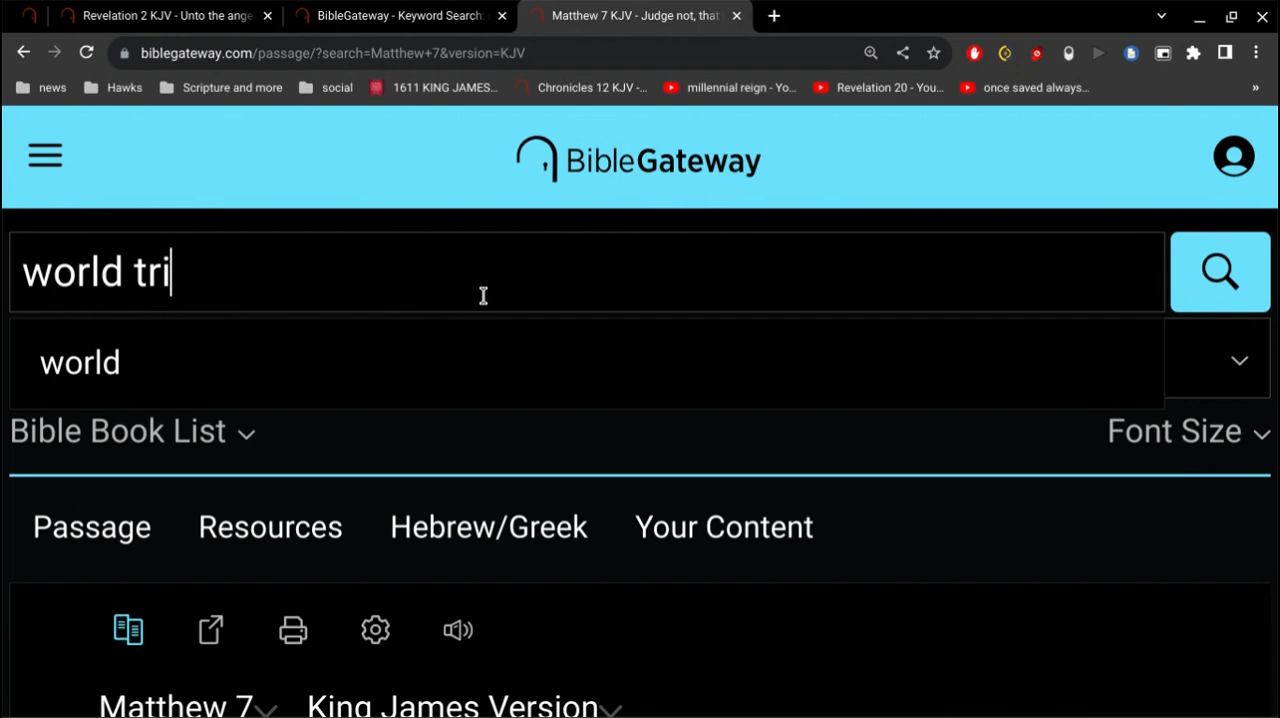 Revelation 2 KJV - Unto the ange
BibleGateway - Keyword Search:
Matthew 7 KJV - Judge not, that
biblegateway.com/passage/?search=Matthew+7&version=KJV
news
Hawks
Scripture and more
social
1611 KING JAMES...
Chronicles 12 KJV -...
millennial reign - Yo...
Revelation 20 - You...
once saved always...
»
BibleGateway
world tri
world
Bible Book List
Font Size
Passage Resources Hebrew/Greek Your Content
Matthew 7 King James Version